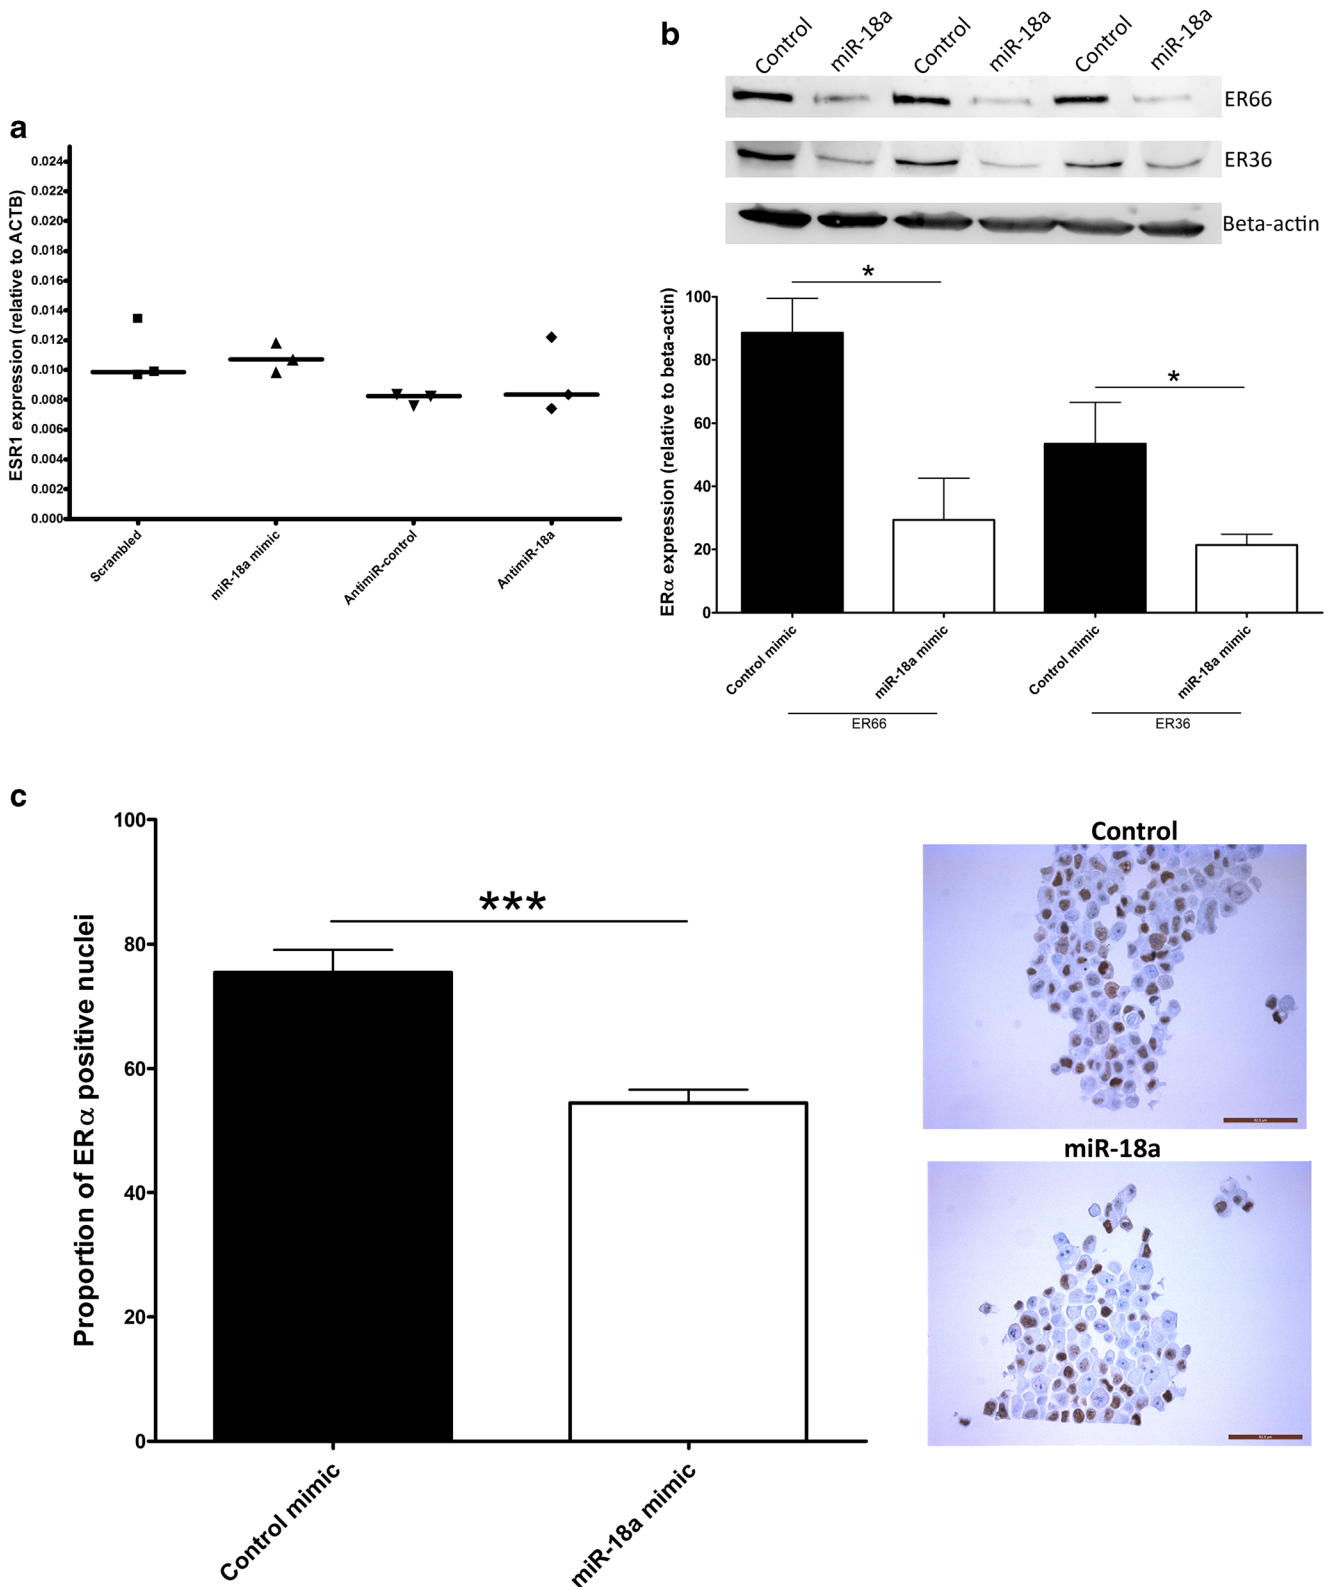 a
ESR1 expression (relative to ACTB)
0.024
0.022
0.020
0.018
0.016
0.014
0.012
0.010
0.008
0.006
0.004
0.002
0.000
Scrambled
miR-18a mimic
AntimiR-control
AntimiR-18a
b
Control
miR-18a
Control
miR-18a
Control
miR-18a
ER66
ER36
Beta-actin
ERα expression (relative to beta-actin)
100
80
60
40
20
0
*
*
Control mimic
miR-18a mimic
Control mimic
miR-18a mimic
ER66
ER36
c
Proportion of ERα positive nuclei
100
80
60
40
20
0
***
Control mimic
miR-18a mimic
Control
miR-18a